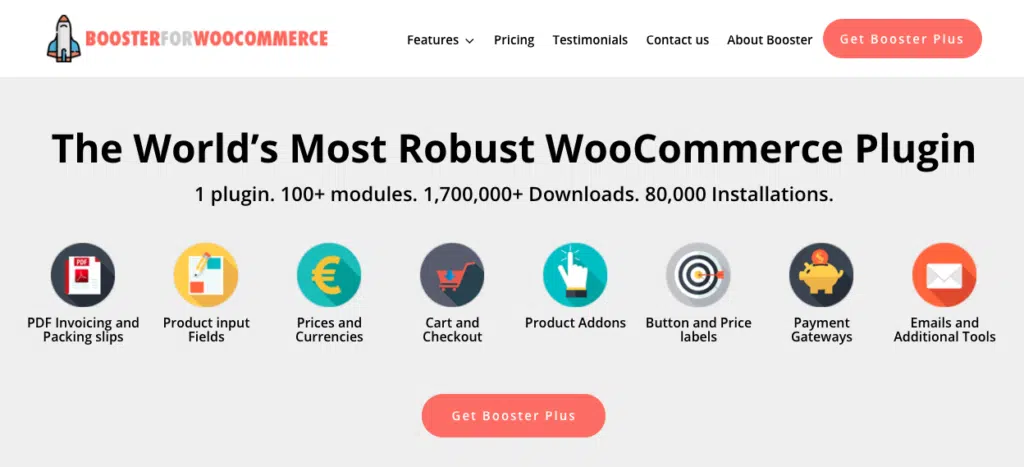 BOOSTERFORWOOCOMMERCE
Features
Pricing
Testimonials
Contact us
About Booster
Get Booster Plus
The World’s Most Robust WooCommerce Plugin
1 plugin. 100+ modules. 1,700,000+ Downloads. 80,000 Installations.
PDF
PDF Invoicing and
Packing slips
Product input
Fields
€
Prices and
Currencies
Cart and
Checkout
Product Addons
Button and Price
labels
$
Payment
Gateways
Emails and
Additional Tools
Get Booster Plus